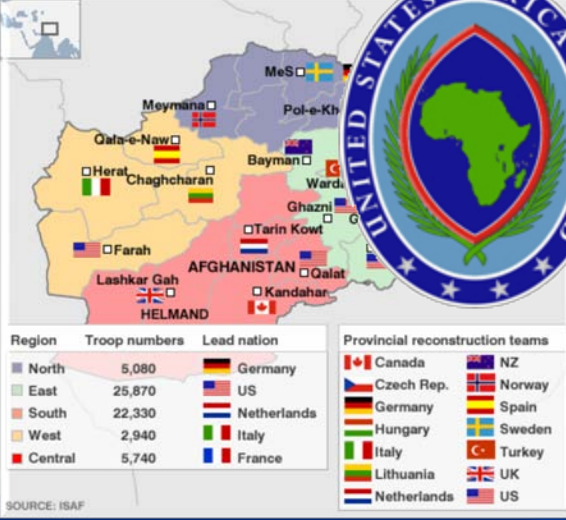 MeS
Meymana
Pol-e-Kh
Qala-e-Naw
Bayman
Herat
Chaghcharan
Ward
Ghazni
G
Tarin Kowt
Farah
AFGHANISTAN
Qalat
Lashkar Gah
Kandahar
HELMAND
UNITED STATES
RICA
Region Troop numbers Lead nation
North 5,080 Germany
East 25,870 US
South 22,330 Netherlands
West 2,940 Italy
Central 5,740 France
Provincial reconstruction teams
Canada NZ
Czech Rep. Norway
Germany Spain
Hungary Sweden
Italy Turkey
Lithuania UK
Netherlands US
SOURCE: ISAF